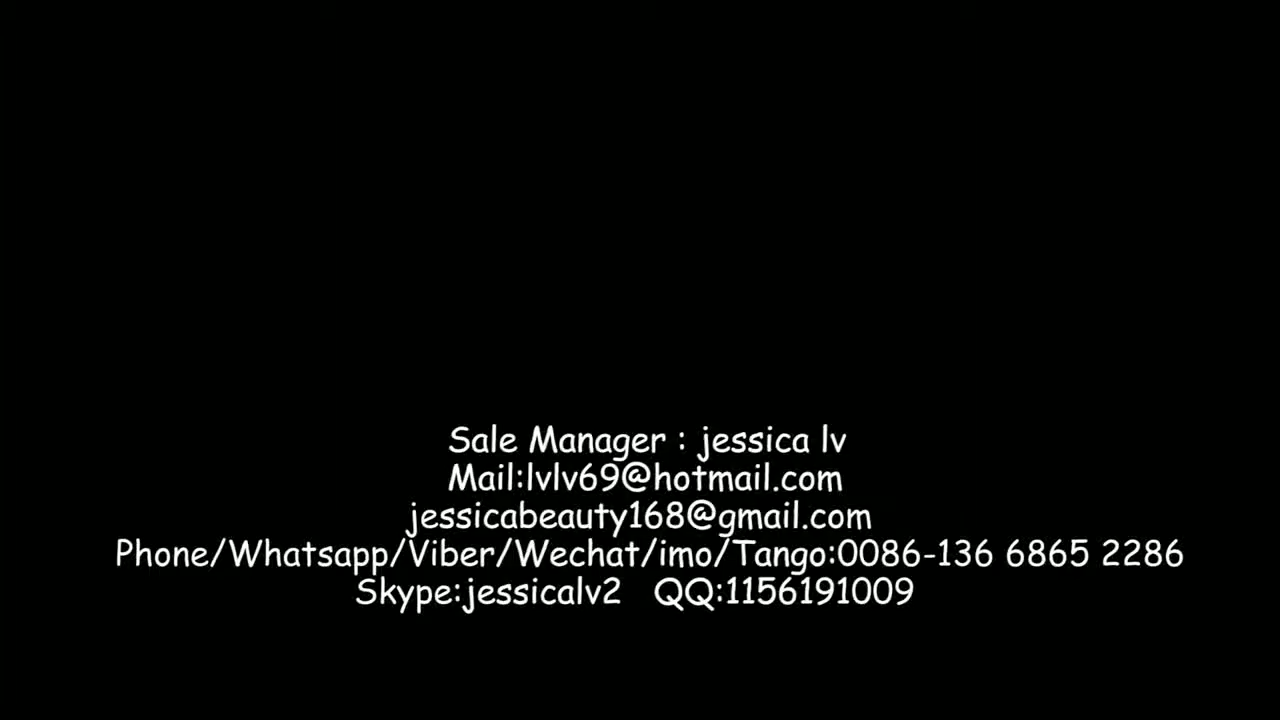 Sale Manager : jessica lv
Mail:lvlv69@hotmail.com
jessicabeauty168@gmail.com
Phone/Whatsapp/Viber/Wechat/imo/Tango:0086-136 6865 2286
Skype:jessicalv2 QQ:1156191009